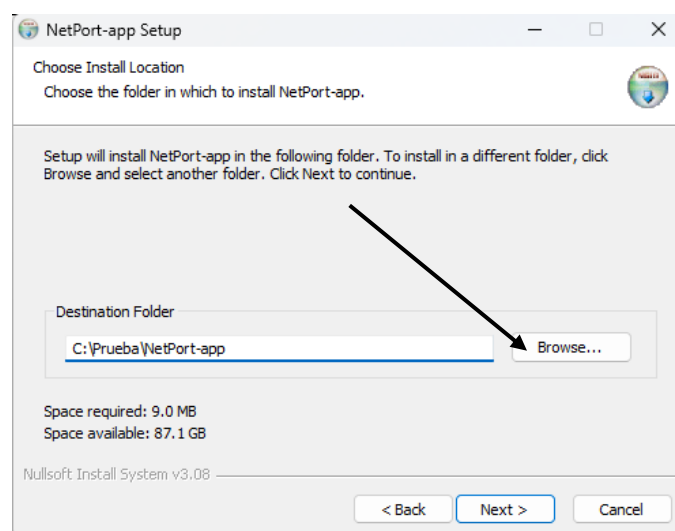 NetPort-app Setup
Choose Install Location
Choose the folder in which to install NetPort-app.
Setup will install NetPort-app in the following folder. To install in a different folder, click
Browse and select another folder. Click Next to continue.
Destination Folder
C:\Prueba\NetPort-app
Browse...
Space required: 9.0 MB
Space available: 87.1 GB
Nullsoft Install System v3.08
< Back
Next >
Cancel